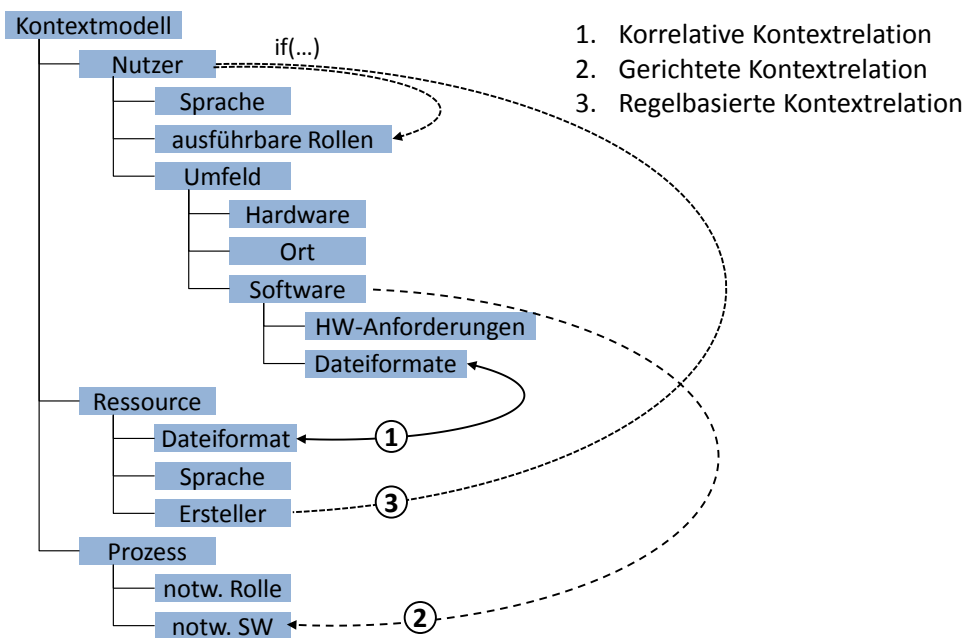 Kontextmodell
Nutzer
if(...)
Sprache
ausführbare Rollen
Umfeld
Hardware
Ort
Software
HW-Anforderungen
Dateiformate
Ressource
Dateiformat
1
Sprache
Ersteller
3
Prozess
notw. Rolle
notw. SW
2
1. Korrelative Kontextrelation
2. Gerichtete Kontextrelation
3. Regelbasierte Kontextrelation